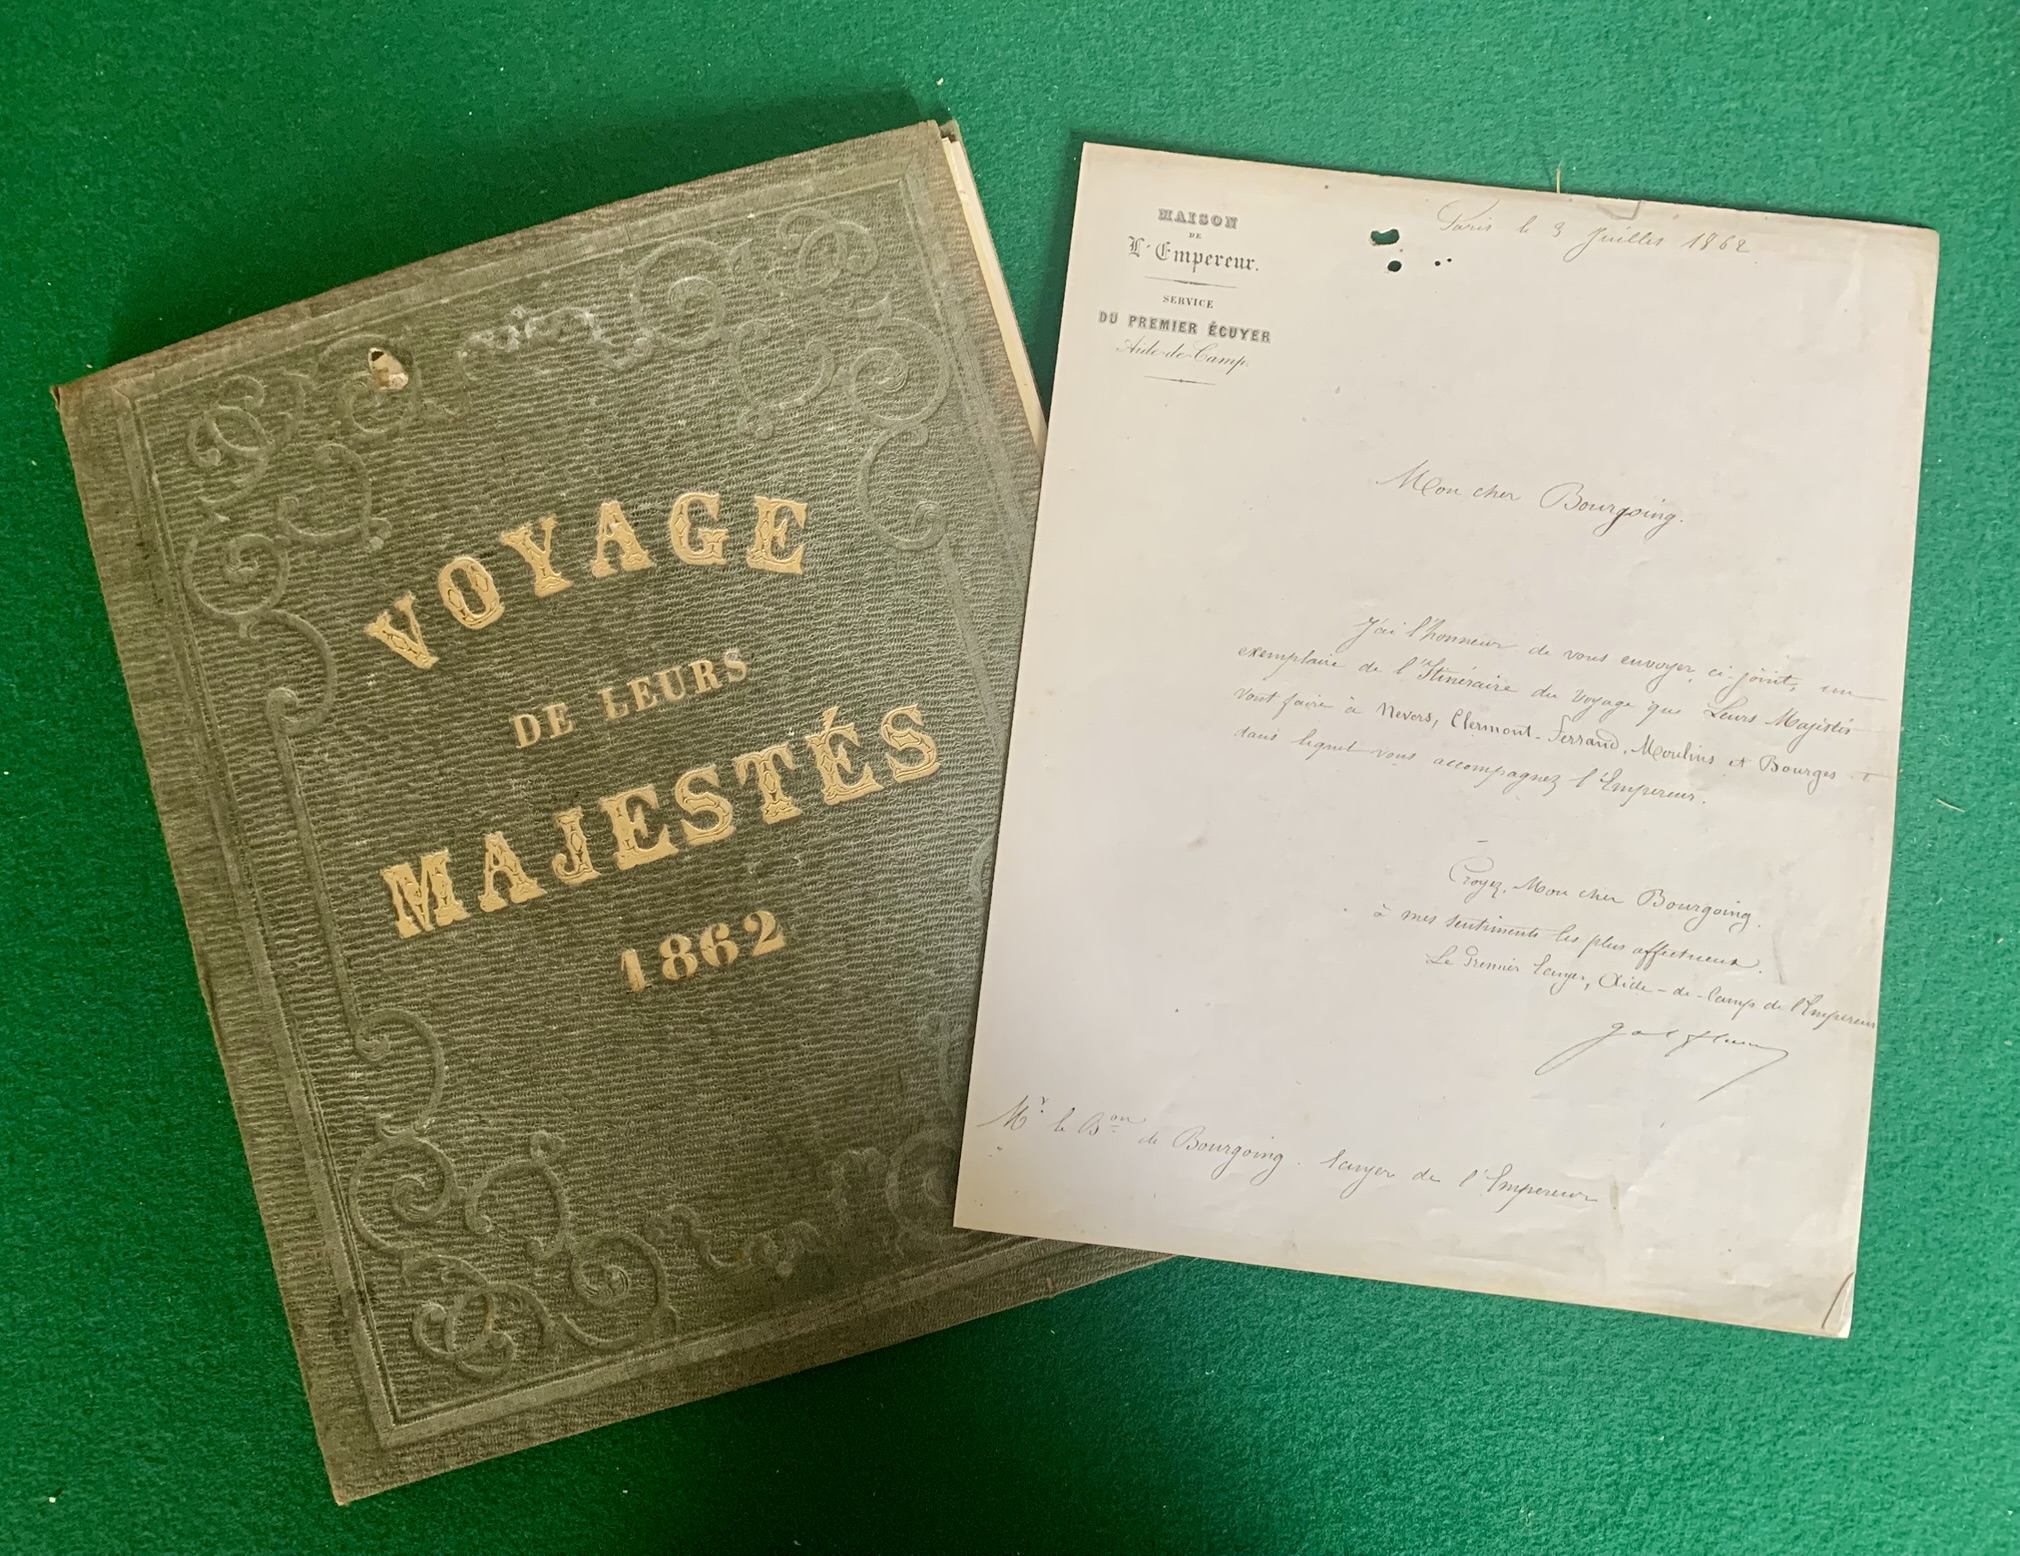 VOYAGE
DE LEURS
MAJESTÉS
1862
MAISON
DE
L'Empereur.
SERVICE
DU PREMIER ÉCUYER
Aide-de-Camp.
Paris le 3 Juillet 1862
Mon cher Bourgoing.
J'ai l'honneur de vous envoyer, ci-joint, un
exemplaire de l'Itinéraire du Voyage que Leurs Majestés
vont faire à Nevers, Clermont-Ferrand, Moulins et Bourges et
dans lequel vous accompagnez l'Empereur.
Croyez, Mon cher Bourgoing.
à mes sentiments les plus affectueux.
Le Premier Ecuyer, Aide-de-Camp de l'Empereur
Mr. le Bon de Bourgoing. Ecuyer de l'Empereur